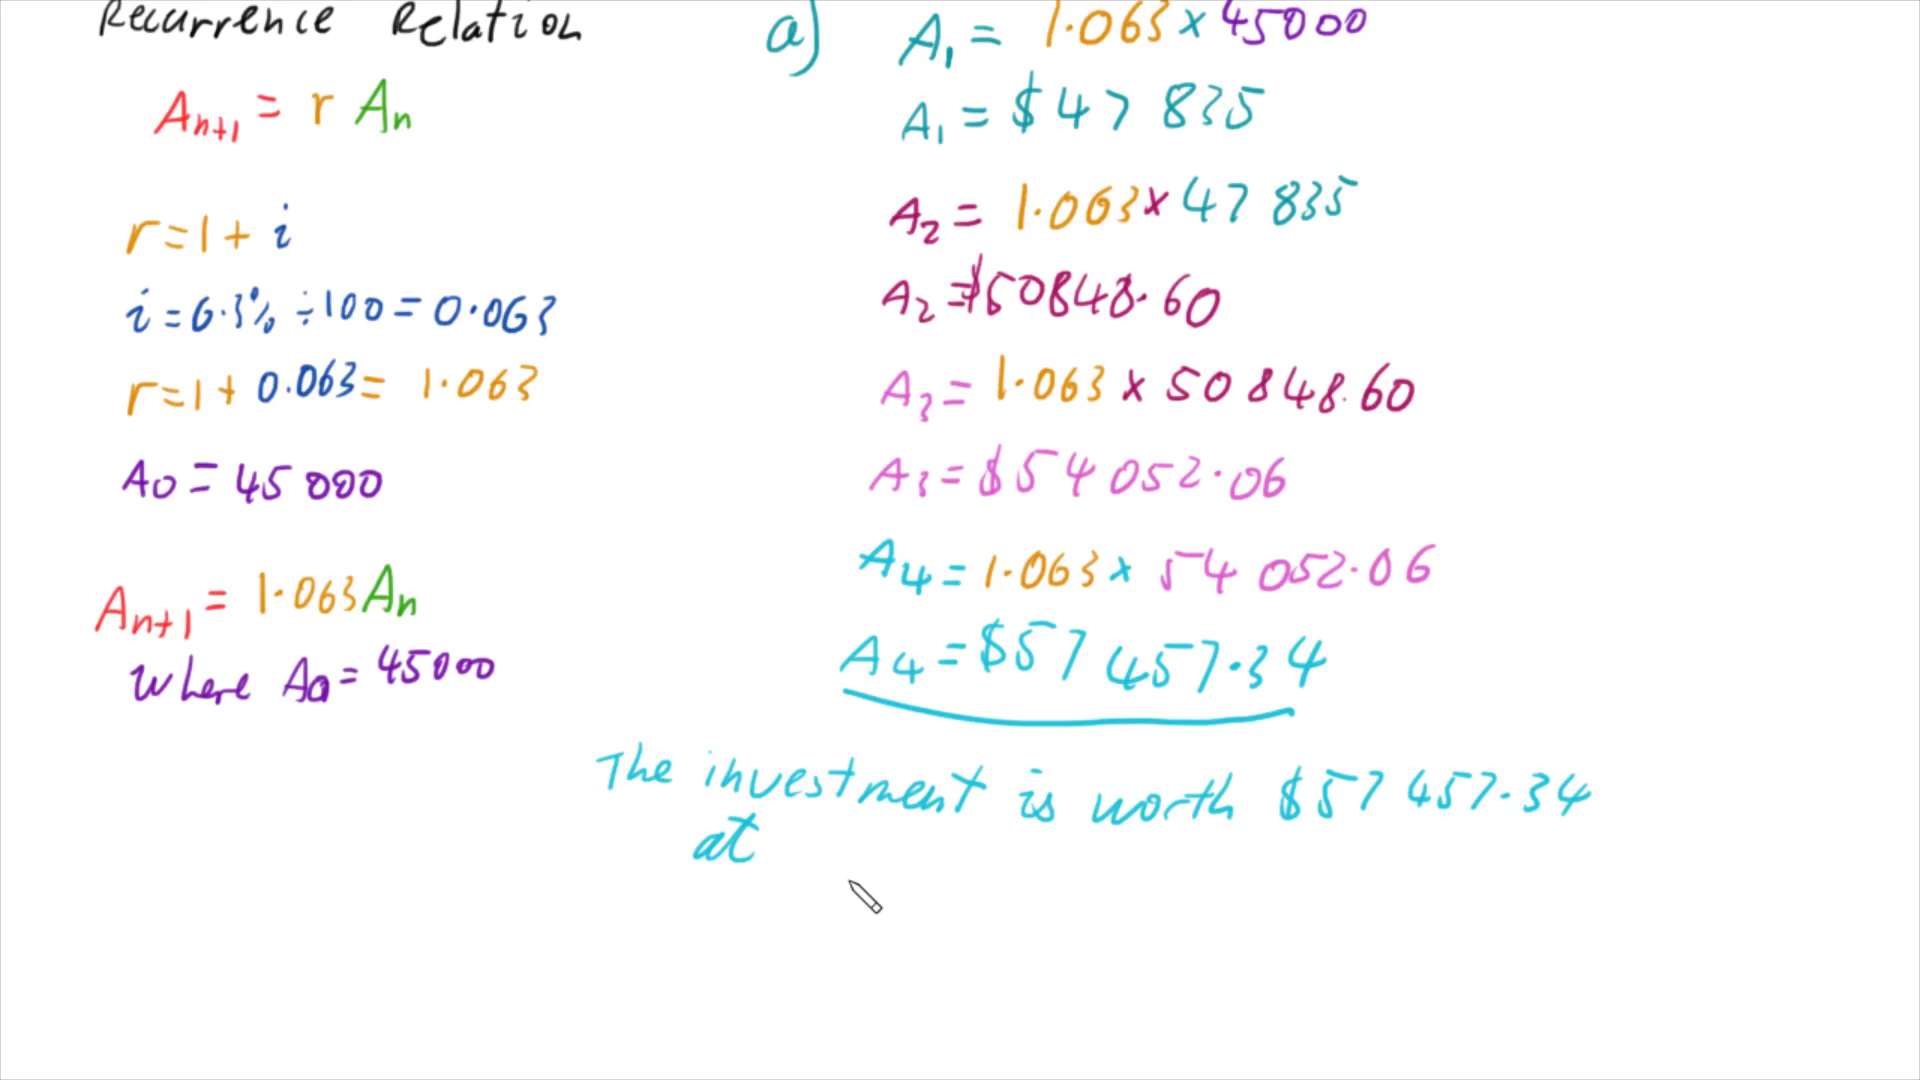 Recurrence Relation
Aₙ₊₁ = r Aₙ
r = 1 + i
i = 6.3% ÷ 100 = 0.063
r = 1 + 0.063 = 1.063
A₀ = 45 000
Aₙ₊₁ = 1.063 Aₙ
where A₀ = 45000
a) A₁ = 1.063 × 45000
A₁ = $47 835
A₂ = 1.063 × 47 835
A₂ = $50848.60
A₃ = 1.063 × 50 848.60
A₃ = $54 052.06
A₄ = 1.063 × 54 052.06
A₄ = $57 457.34
The investment is worth $57 457.34
at